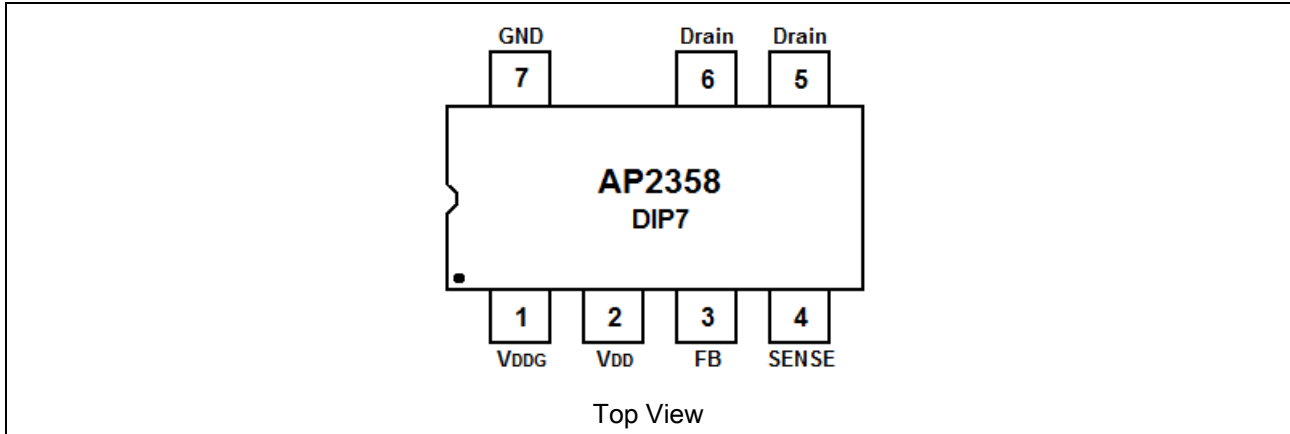 GND Drain Drain
7 6 5
AP2358
DIP7
1 2 3 4
VDDG VDD FB SENSE
Top View